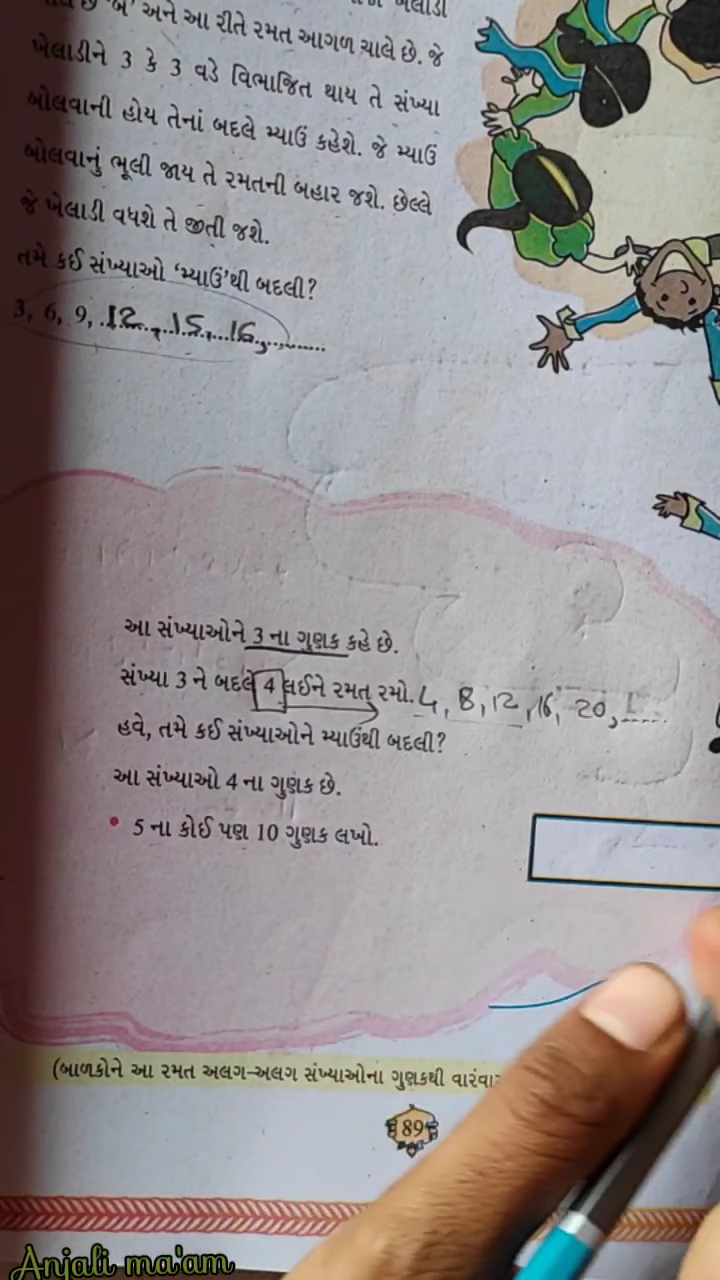 'બ' અને આ રીતે રમત આગળ ચાલે છે. જે
ખેલાડીને 3 કે 3 વડે વિભાજિત થાય તે સંખ્યા
બોલવાની હોય તેનાં બદલે મ્યાઉં કહેશે. જે મ્યાઉં
બોલવાનું ભૂલી જાય તે રમતની બહાર જશે. છેલ્લે
જે ખેલાડી વધશે તે જીતી જશે.
તમે કઈ સંખ્યાઓ 'મ્યાઉં'થી બદલી?
3, 6, 9, 12, 15, 16, ..........
આ સંખ્યાઓને 3 ના ગુણક કહે છે.
સંખ્યા 3 ને બદલે 4 લઈને રમત રમો. 4, 8, 12, 16, 20, ......
હવે, તમે કઈ સંખ્યાઓને મ્યાઉંથી બદલી?
આ સંખ્યાઓ 4 ના ગુણક છે.
• 5 ના કોઈ પણ 10 ગુણક લખો.
(બાળકોને આ રમત અલગ-અલગ સંખ્યાઓના ગુણકથી
89
Anjali ma'am